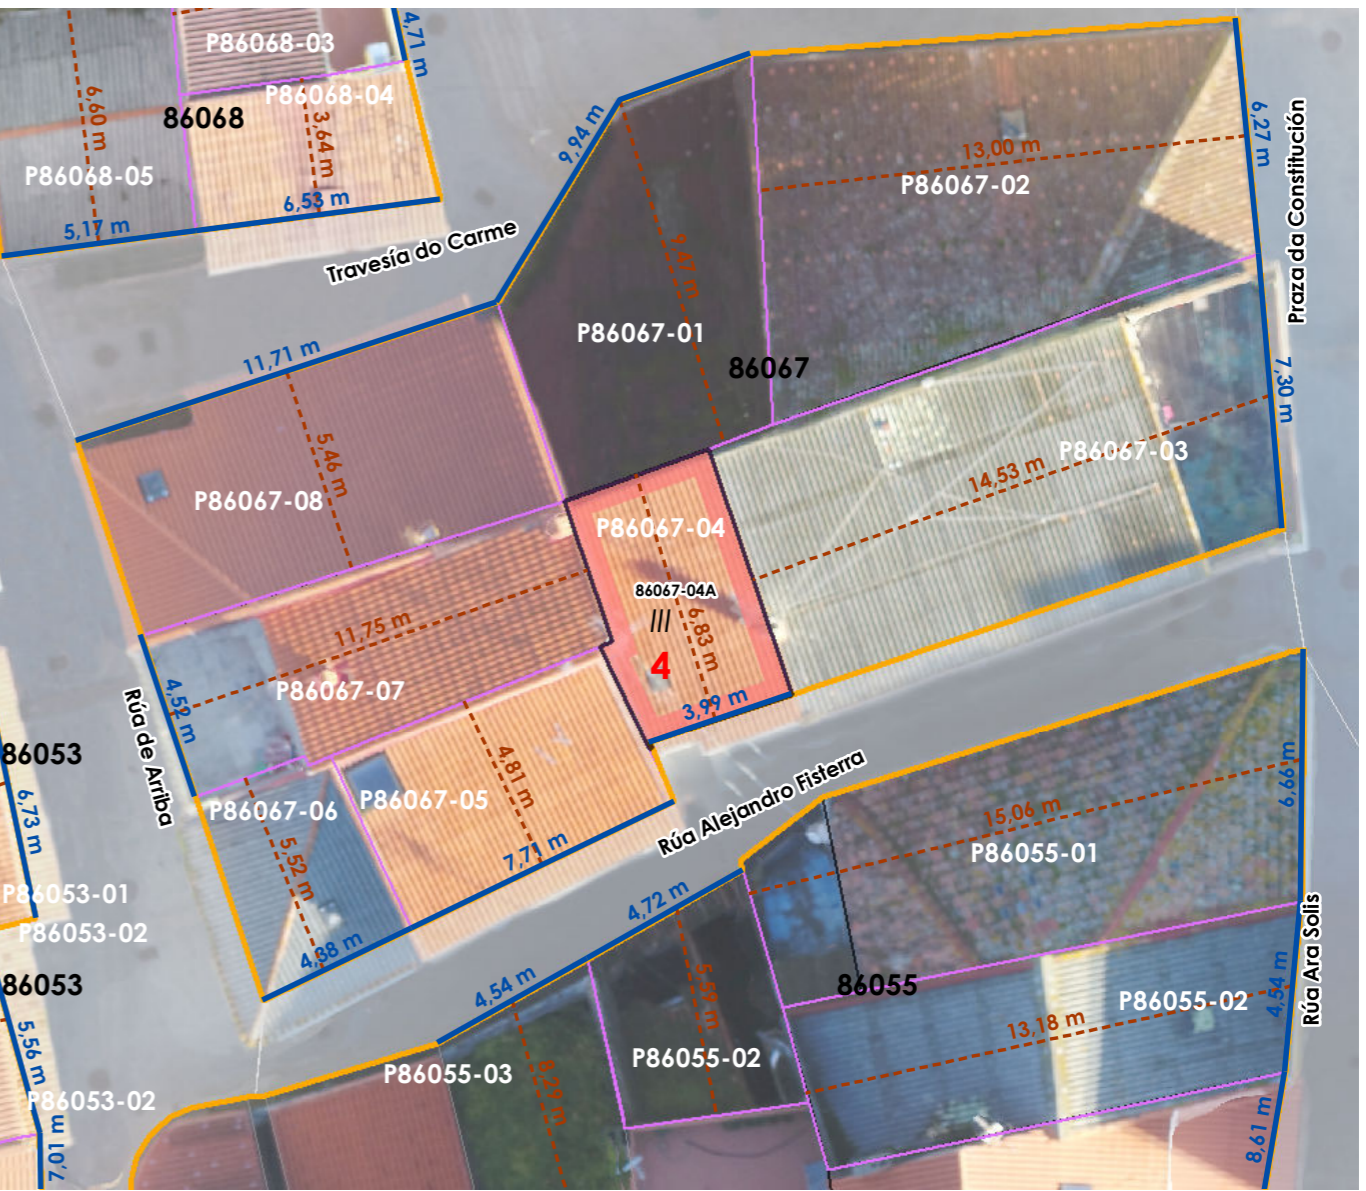 P86068-03
4,71 m
P86068-04
6,60 m
86068
3,64 m
P86068-05
6,53 m
5,17 m
Travesía do Carme
9,94 m
13,00 m
P86067-02
6,27 m
Praza da Constitución
9,47 m
P86067-01
86067
11,71 m
7,30 m
5,46 m
P86067-08
P86067-03
14,53 m
P86067-04
86067-04A
III
4
6,83 m
3,99 m
11,75 m
P86067-07
4,52 m
Rúa de Arriba
86053
4,81 m
P86067-05
P86067-06
6,73 m
5,52 m
7,71 m
Rúa Alejandro Fisterra
6,66 m
15,06 m
P86055-01
P86053-01
P86053-02
4,38 m
4,72 m
86053
4,54 m
86055
5,59 m
P86055-02
4,54 m
Rúa Ara Solis
13,18 m
5,56 m
P86055-02
P86055-03
8,29 m
P86053-02
7,01 m
8,61 m